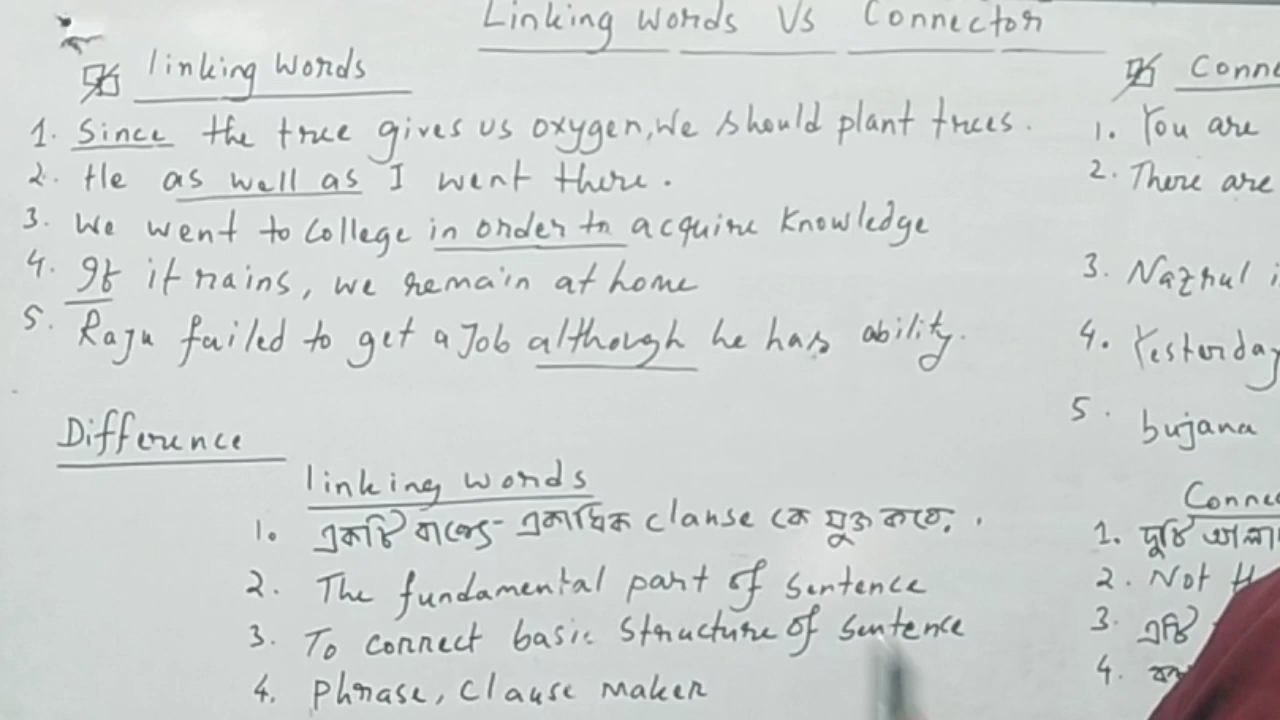 Linking Words Vs Connector
Linking Words
1. Since the tree gives us oxygen, we should plant trees.
2. He as well as I went there.
3. We went to College in order to acquire Knowledge
4. If it rains, we remain at home
5. Raju failed to get a Job although he has ability.
Conne
1. You are
2. There are
3. Nazrul i
4. Yesterday
5. bujana
Difference
Linking words
1. একটি বাক্যে একাধিক clause কে যুক্ত করে।
2. The fundamental part of sentence
3. To connect basic Structure of sentence
4. Phrase, Clause Maker
Conne
1. দুটি আলা
2. Not
3. এটি
4.